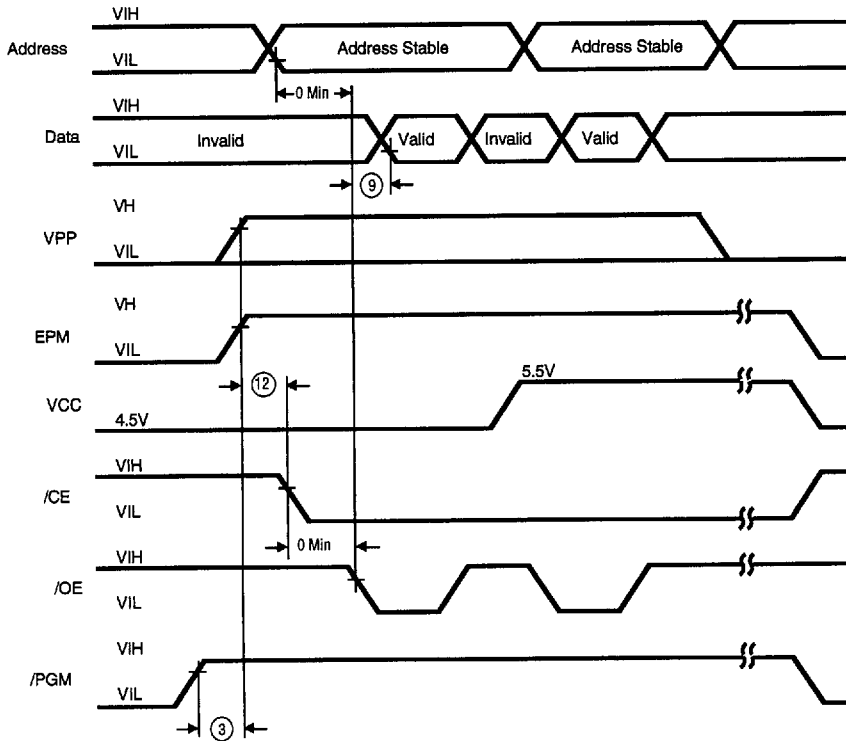 VIH
Address
VIL
Address Stable
Address Stable
0 Min
VIH
Data
VIL
Invalid
Valid
Invalid
Valid
9
VH
VPP
VIL
VH
EPM
VIL
12
VCC
4.5V
5.5V
VIH
/CE
VIL
0 Min
VIH
/OE
VIL
VIH
/PGM
VIL
3